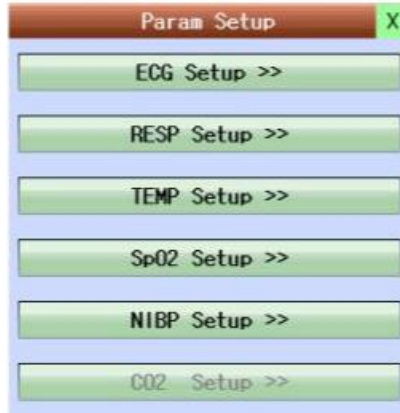 Param Setup X
ECG Setup >>
RESP Setup >>
TEMP Setup >>
SpO2 Setup >>
NIBP Setup >>
CO2 Setup >>